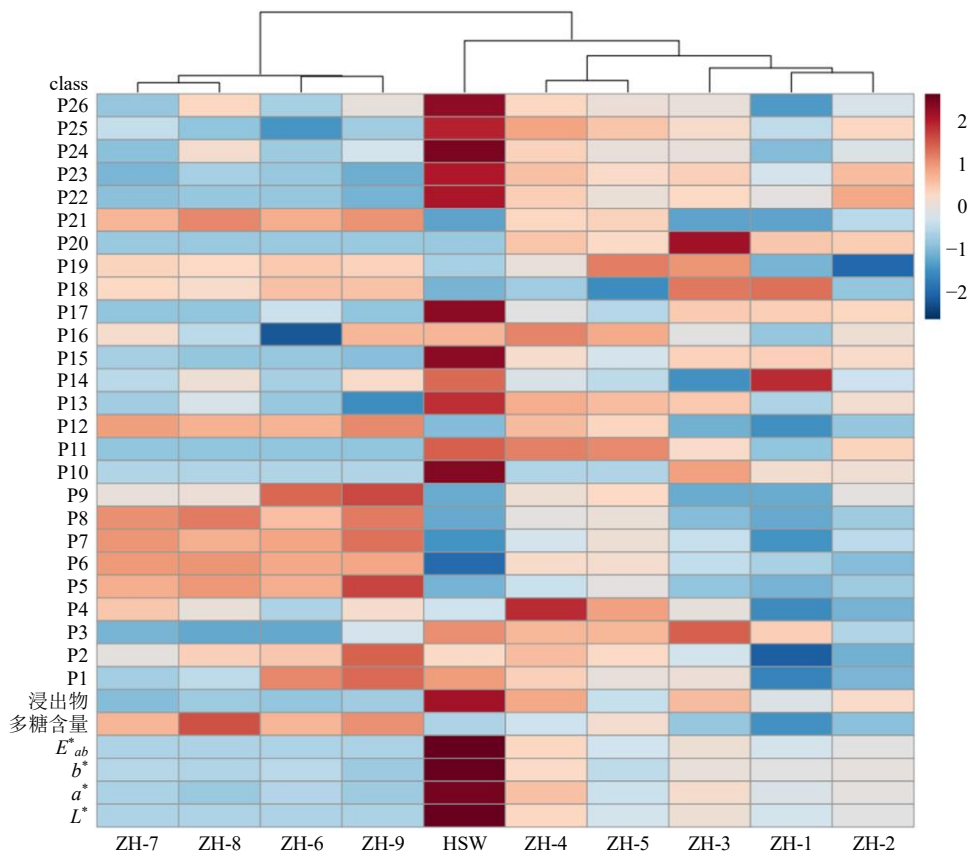 class
P26
P25
P24
P23
P22
P21
P20
P19
P18
P17
P16
P15
P14
P13
P12
P11
P10
P9
P8
P7
P6
P5
P4
P3
P2
P1
浸出物
多糖含量
E*ab
b*
a*
L*
ZH-7 ZH-8 ZH-6 ZH-9 HSW ZH-4 ZH-5 ZH-3 ZH-1 ZH-2
2
1
0
−1
−2